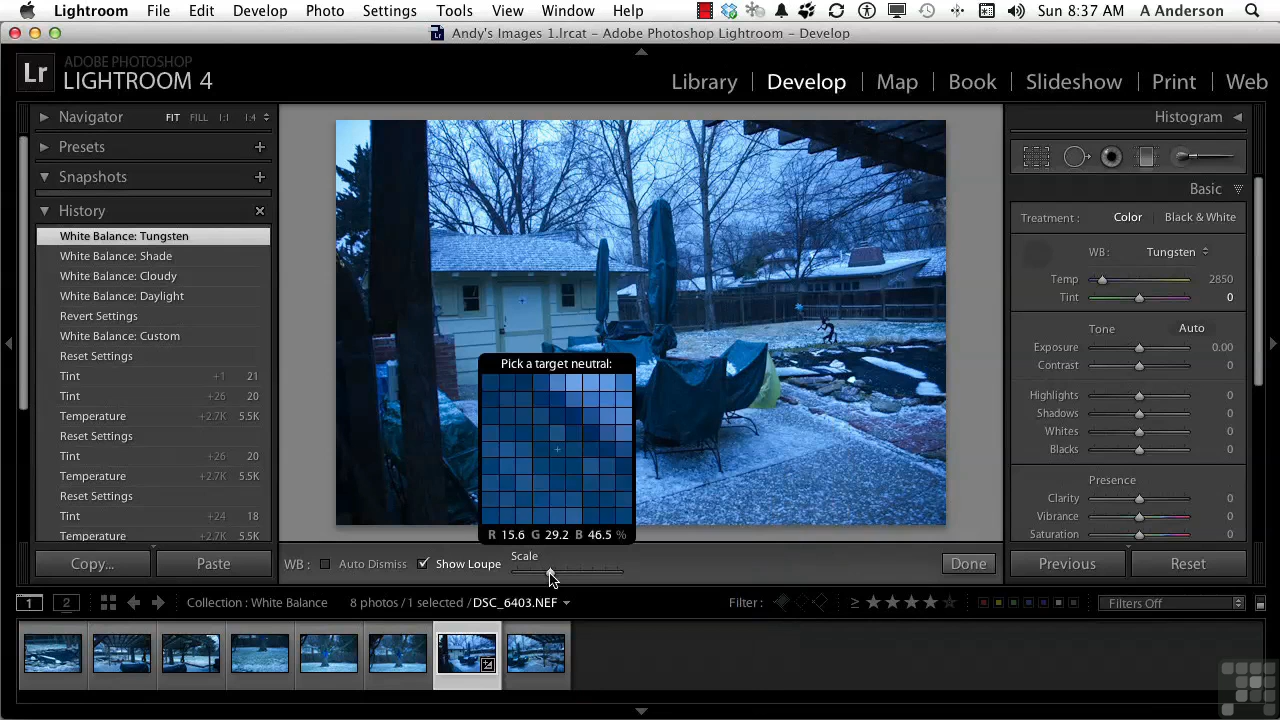 Lightroom File Edit Develop Photo Settings Tools View Window Help Sun 8:37 AM A Anderson
Andy's Images 1.lrcat – Adobe Photoshop Lightroom – Develop
Lr ADOBE PHOTOSHOP
LIGHTROOM 4
Library Develop Map Book Slideshow Print Web
Navigator FIT FILL 1:1 1:4
Presets
Snapshots
History
White Balance: Tungsten
White Balance: Shade
White Balance: Cloudy
White Balance: Daylight
Revert Settings
White Balance: Custom
Reset Settings
Tint +1 21
Tint +26 20
Temperature +2.7K 5.5K
Reset Settings
Tint +26 20
Temperature +2.7K 5.5K
Reset Settings
Tint +24 18
Temperature +2.7K 5.5K
Copy... Paste
Pick a target neutral:
R 15.6 G 29.2 B 46.5 %
WB : Auto Dismiss Show Loupe Scale
Done
Histogram
Basic
Treatment : Color Black & White
WB : Tungsten
Temp 2850
Tint 0
Tone Auto
Exposure 0.00
Contrast 0
Highlights 0
Shadows 0
Whites 0
Blacks 0
Presence
Clarity 0
Vibrance 0
Saturation 0
Previous Reset
1 2 Collection : White Balance 8 photos / 1 selected / DSC_6403.NEF Filter : ≥ ★★★★★ Filters Off